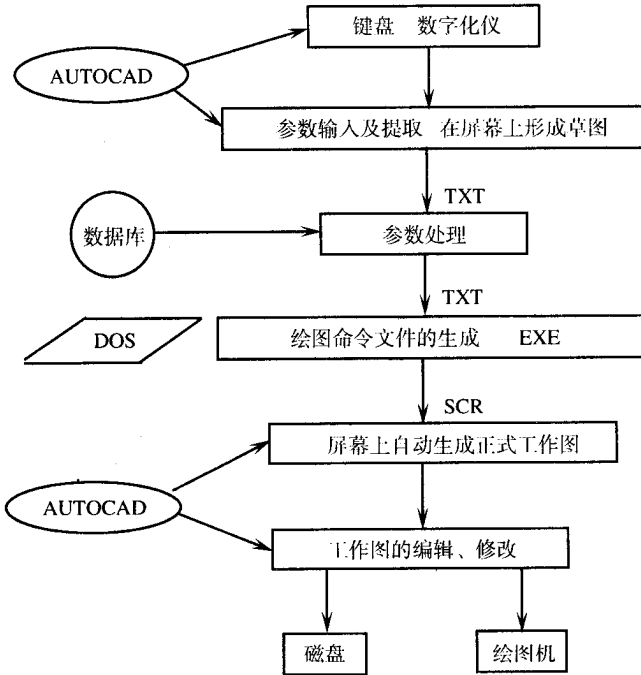 键盘 数字化仪
AUTOCAD
参数输入及提取 在屏幕上形成草图
TXT
数据库
参数处理
TXT
DOS
绘图命令文件的生成 EXE
SCR
屏幕上自动生成正式工作图
AUTOCAD
工作图的编辑、修改
磁盘
绘图机